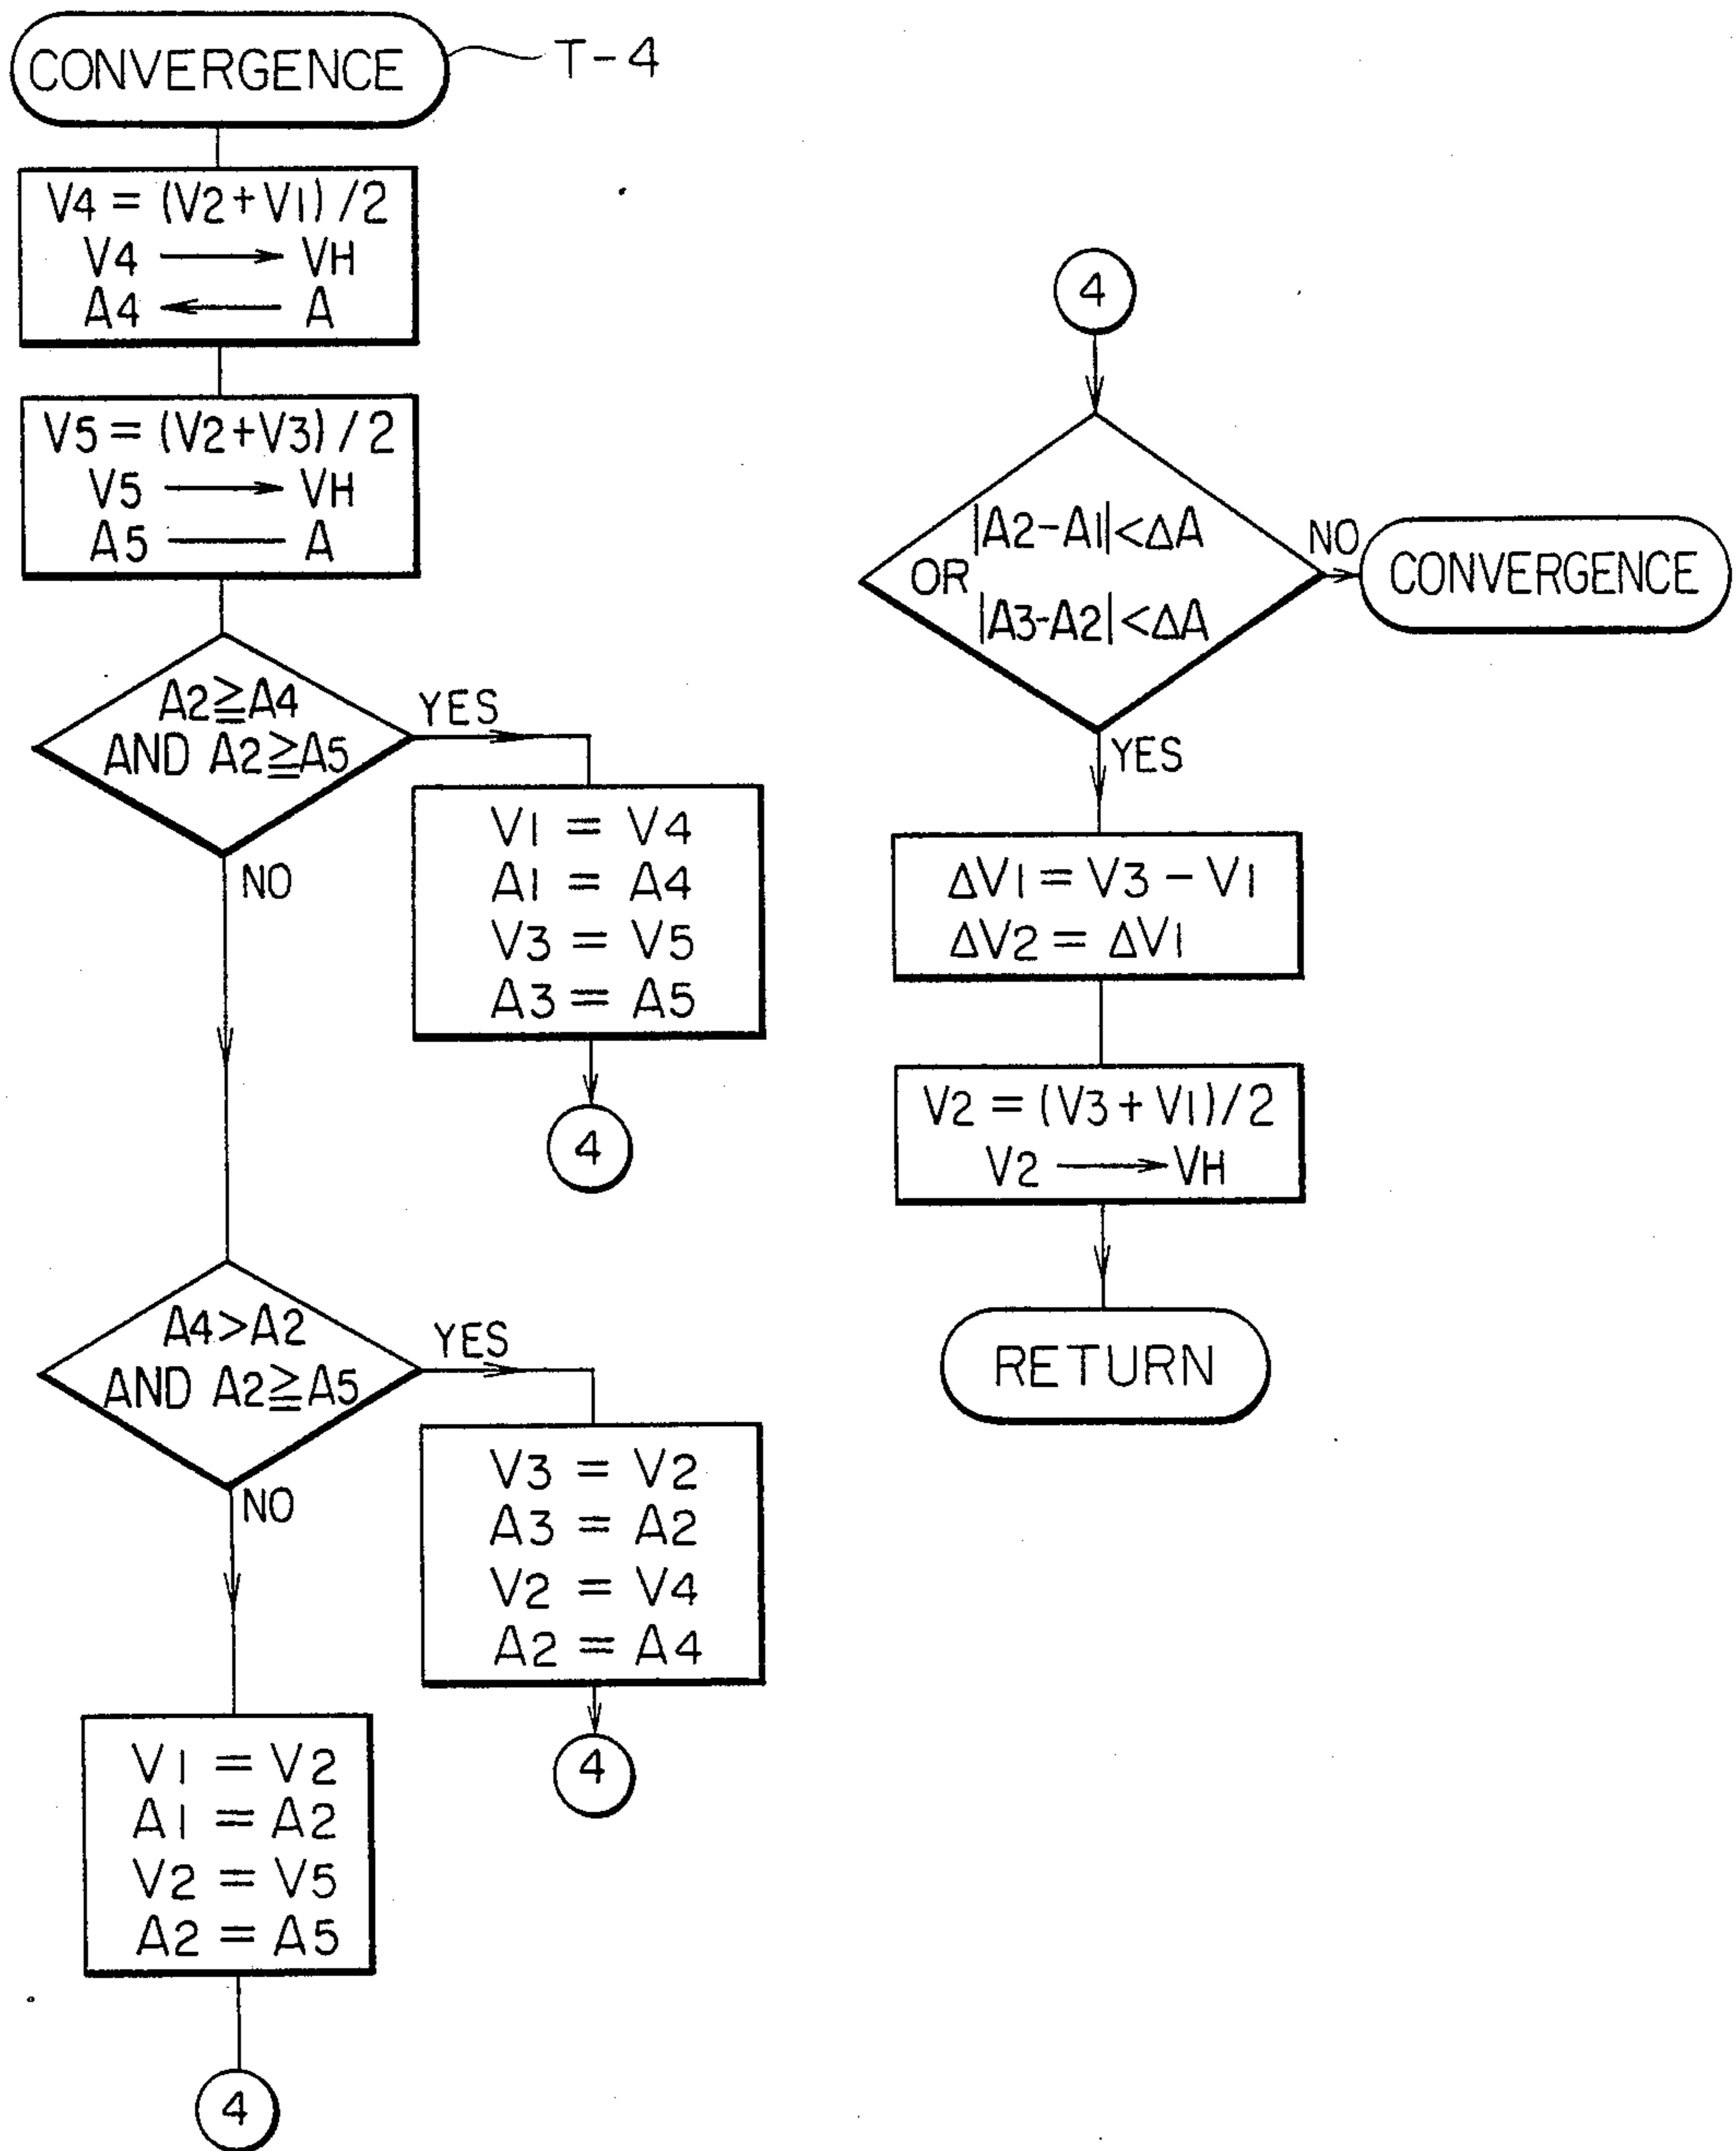 CONVERGENCE
T-4
V4 = (V2+V1)/2
V4 → VH
A4 ← A
V5 = (V2+V3)/2
V5 → VH
A5 — A
A2≧A4
AND A2≧A5
YES
NO
V1 = V4
A1 = A4
V3 = V5
A3 = A5
4
A4>A2
AND A2≧A5
YES
NO
V3 = V2
A3 = A2
V2 = V4
A2 = A4
4
V1 = V2
A1 = A2
V2 = V5
A2 = A5
4
4
|A2-A1|<ΔA
OR
|A3-A2|<ΔA
NO
CONVERGENCE
YES
ΔV1 = V3 - V1
ΔV2 = ΔV1
V2 = (V3 + V1)/2
V2 → VH
RETURN